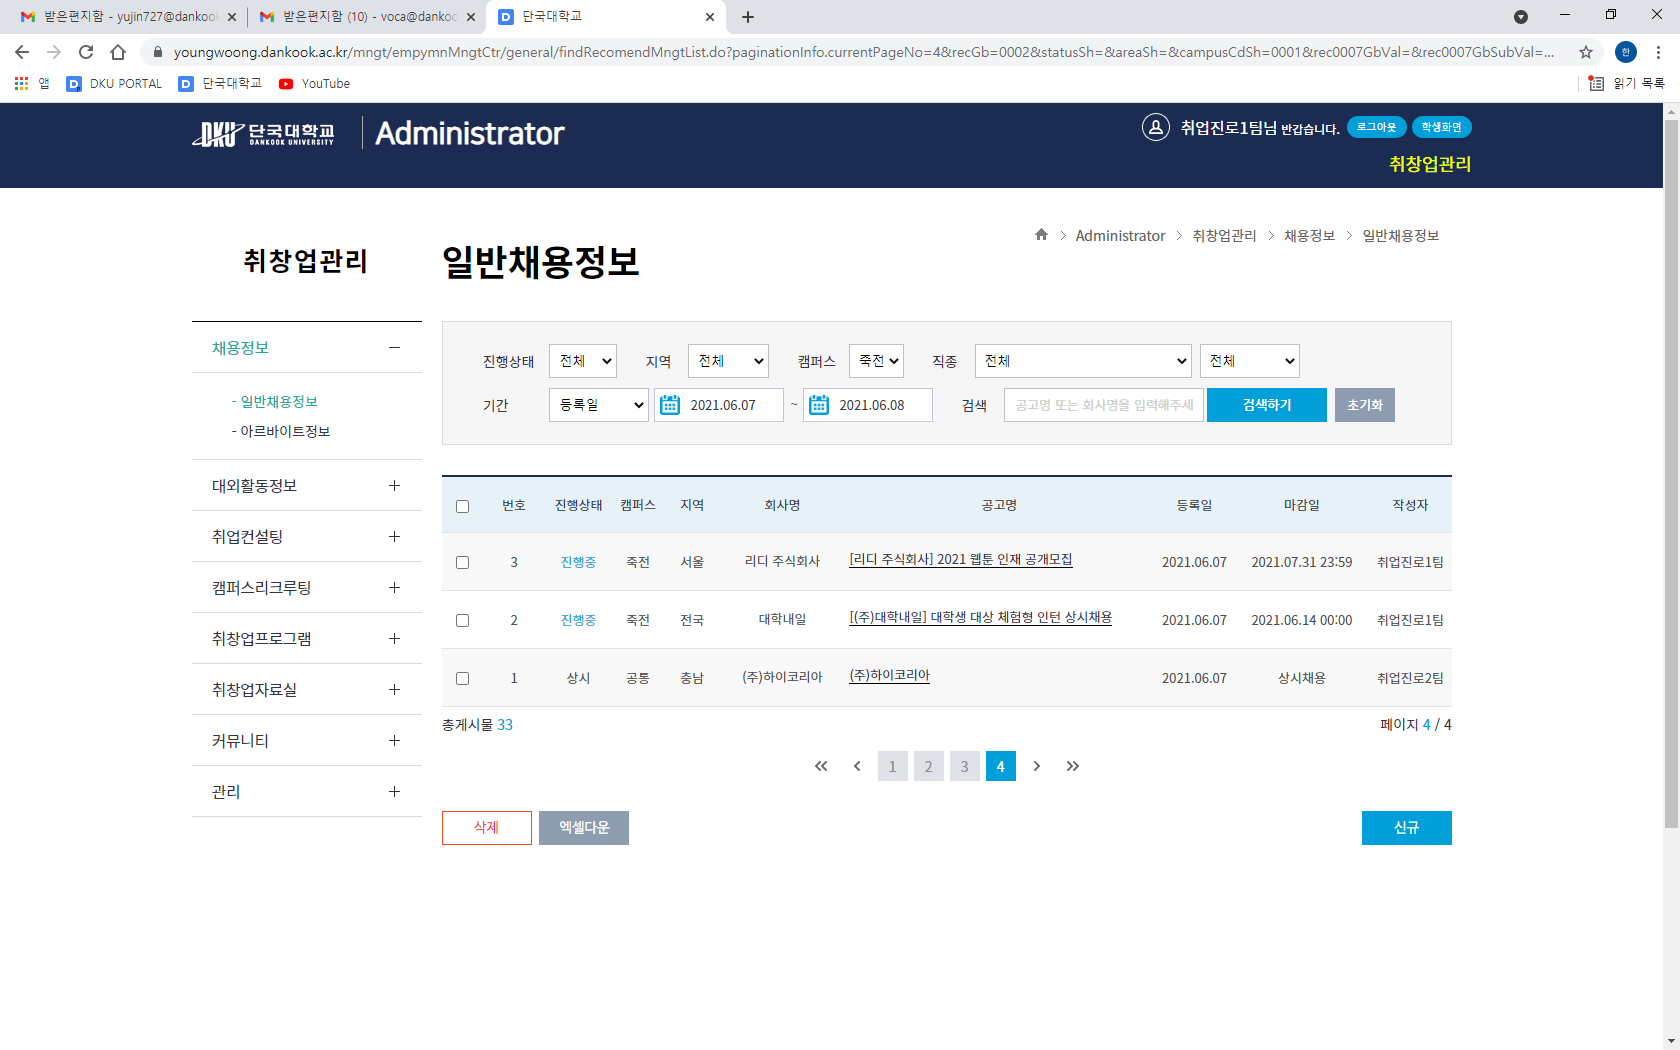 받은편지함 - yujin727@dankook
받은편지함 (10) - voca@dankoo
단국대학교
youngwoong.dankook.ac.kr/mngt/empymnMngtCtr/general/findRecomendMngtList.do?paginationInfo.currentPageNo=4&recGb=0002&statusSh=&areaSh=&campusCdSh=0001&rec0007GbVal=&rec0007GbSubVal=...
한
앱
DKU PORTAL
단국대학교
YouTube
읽기 목록
DKU 단국대학교
DANKOOK UNIVERSITY
Administrator
취업진로1팀님 반갑습니다. 로그아웃 학생화면
취창업관리
Administrator > 취창업관리 > 채용정보 > 일반채용정보
취창업관리
채용정보
- 일반채용정보
- 아르바이트정보
대외활동정보
취업컨설팅
캠퍼스리크루팅
취창업프로그램
취창업자료실
커뮤니티
관리
일반채용정보
진행상태 전체 지역 전체 캠퍼스 죽전 직종 전체 전체
기간 등록일 2021.06.07 ~ 2021.06.08 검색 공고명 또는 회사명을 입력해주세 검색하기 초기화
번호 진행상태 캠퍼스 지역 회사명 공고명 등록일 마감일 작성자
3 진행중 죽전 서울 리디 주식회사 [리디 주식회사] 2021 웹툰 인재 공개모집 2021.06.07 2021.07.31 23:59 취업진로1팀
2 진행중 죽전 전국 대학내일 [(주)대학내일] 대학생 대상 체험형 인턴 상시채용 2021.06.07 2021.06.14 00:00 취업진로1팀
1 상시 공통 충남 (주)하이코리아 (주)하이코리아 2021.06.07 상시채용 취업진로2팀
총게시물 33
페이지 4 / 4
1 2 3 4
삭제 엑셀다운
신규